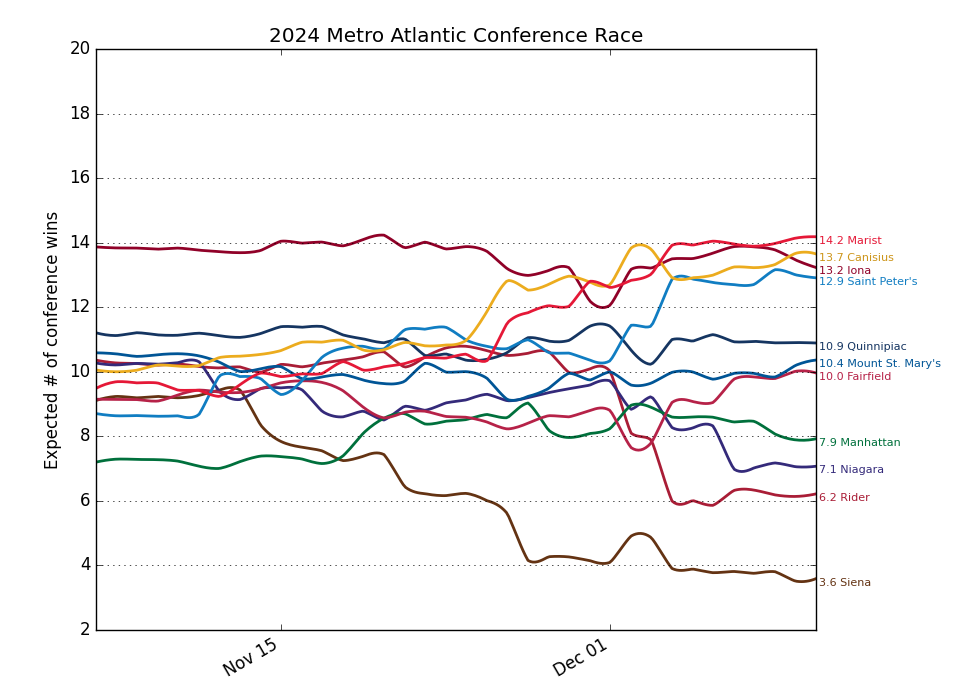 2024 Metro Atlantic Conference Race
Expected # of conference wins
20
18
16
14
12
10
8
6
4
2
Nov 15
Dec 01
14.2 Marist
13.7 Canisius
13.2 Iona
12.9 Saint Peter's
10.9 Quinnipiac
10.4 Mount St. Mary's
10.0 Fairfield
7.9 Manhattan
7.1 Niagara
6.2 Rider
3.6 Siena